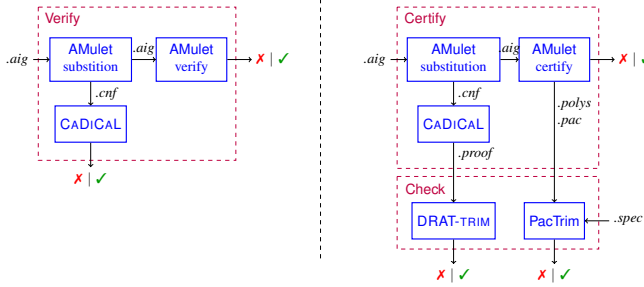 Verify
.aig
AMulet
substition
.aig
AMulet
verify
✗ | ✓
.cnf
CADICAL
✗ | ✓
Certify
.aig
AMulet
substitution
.aig
AMulet
certify
✗ | ✓
.cnf
.polys
.pac
CADICAL
.proof
Check
DRAT-TRIM
PacTrim
.spec
✗ | ✓
✗ | ✓